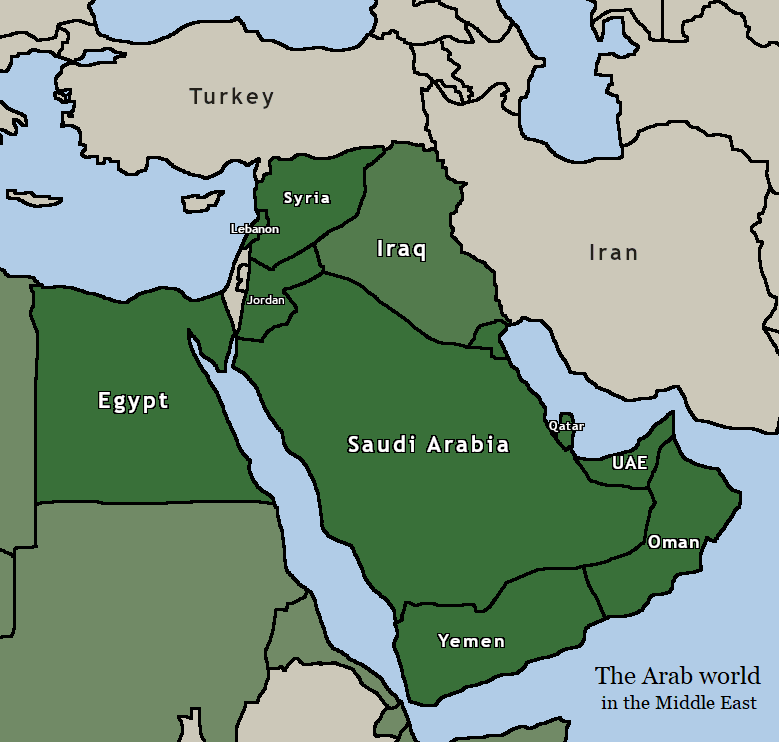 Turkey
Syria
Lebanon
Iraq
Iran
Jordan
Egypt
Qatar
Saudi Arabia
UAE
Oman
Yemen
The Arab world
in the Middle East